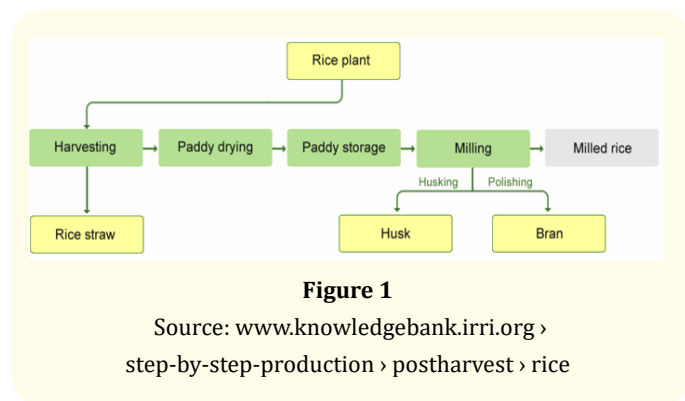 Rice plant
Harvesting
Paddy drying
Paddy storage
Milling
Milled rice
Husking
Polishing
Rice straw
Husk
Bran
Figure 1
Source: www.knowledgebank.irri.org ›
step-by-step-production › postharvest › rice